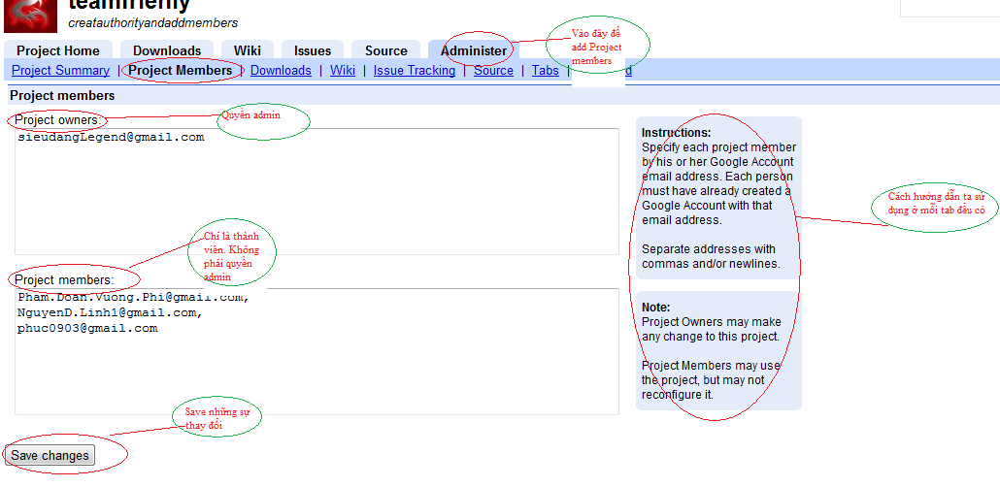 teamfrienly
creatauthorityandaddmembers
Project Home Downloads Wiki Issues Source Administer
Vào đây để
add Project
members
Project Summary | Project Members | Downloads | Wiki | Issue Tracking | Source | Tabs |
Project members
Project owners:
Quyền admin
sieudangLegend@gmail.com
Instructions:
Specify each project member
by his or her Google Account
email address. Each person
must have already created a
Google Account with that
email address.
Separate addresses with
commas and/or newlines.
Cách hướng dẫn ta sử
dụng ở mỗi tab đều có
Chỉ là thành
viên. Không
phải quyền
admin
Project members:
Pham.Doan.Vuong.Phi@gmail.com,
NguyenD.Linh1@gmail.com,
phuc0903@gmail.com
Note:
Project Owners may make
any change to this project.
Project Members may use
the project, but may not
reconfigure it.
Save những sự
thay đổi
Save changes